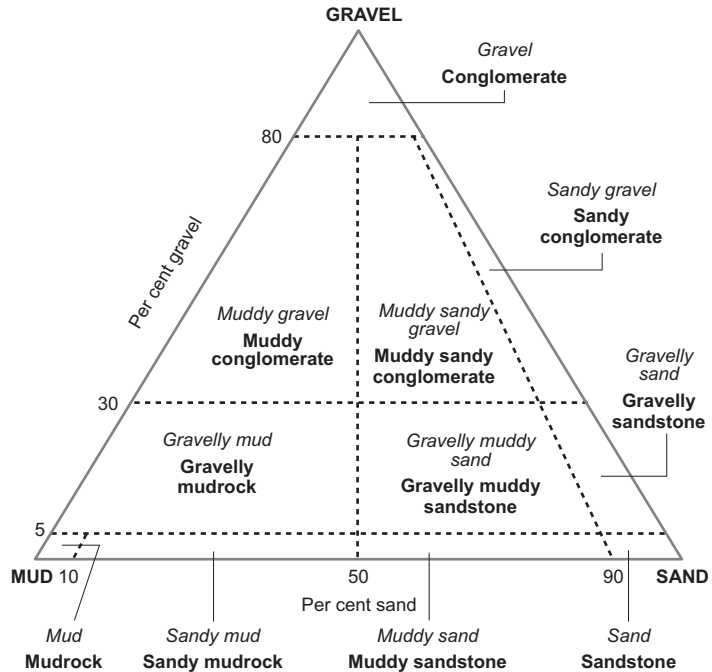 GRAVEL
Gravel
Conglomerate
80
Sandy gravel
Sandy
conglomerate
Per cent gravel
Muddy gravel
Muddy
conglomerate
Muddy sandy
gravel
Muddy sandy
conglomerate
Gravelly
sand
Gravelly
sandstone
30
Gravelly mud
Gravelly
mudrock
Gravelly muddy
sand
Gravelly muddy
sandstone
5
MUD 10 50 90 SAND
Per cent sand
Mud
Mudrock
Sandy mud
Sandy mudrock
Muddy sand
Muddy sandstone
Sand
Sandstone